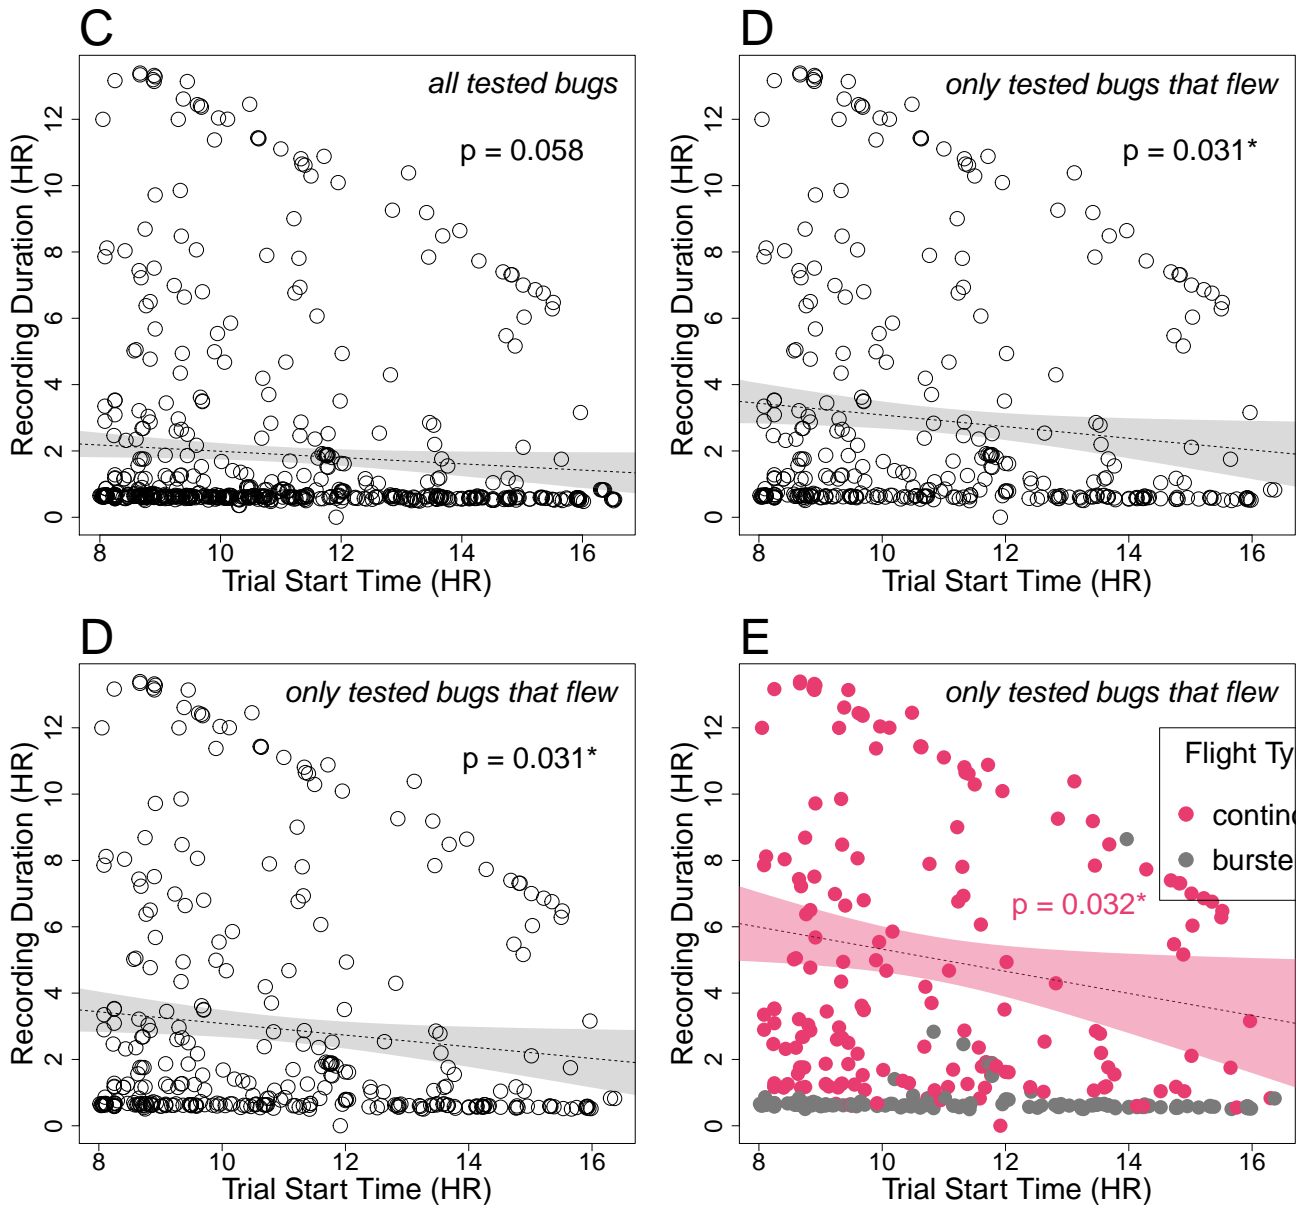 C
all tested bugs
p = 0.058
Recording Duration (HR)
0 2 4 6 8 10 12
8 10 12 14 16
Trial Start Time (HR)
D
only tested bugs that flew
p = 0.031*
Recording Duration (HR)
0 2 4 6 8 10 12
8 10 12 14 16
Trial Start Time (HR)
D
only tested bugs that flew
p = 0.031*
Recording Duration (HR)
0 2 4 6 8 10 12
8 10 12 14 16
Trial Start Time (HR)
E
only tested bugs that flew
Flight Ty
contin
burste
p = 0.032*
Recording Duration (HR)
0 2 4 6 8 10 12
8 10 12 14 16
Trial Start Time (HR)